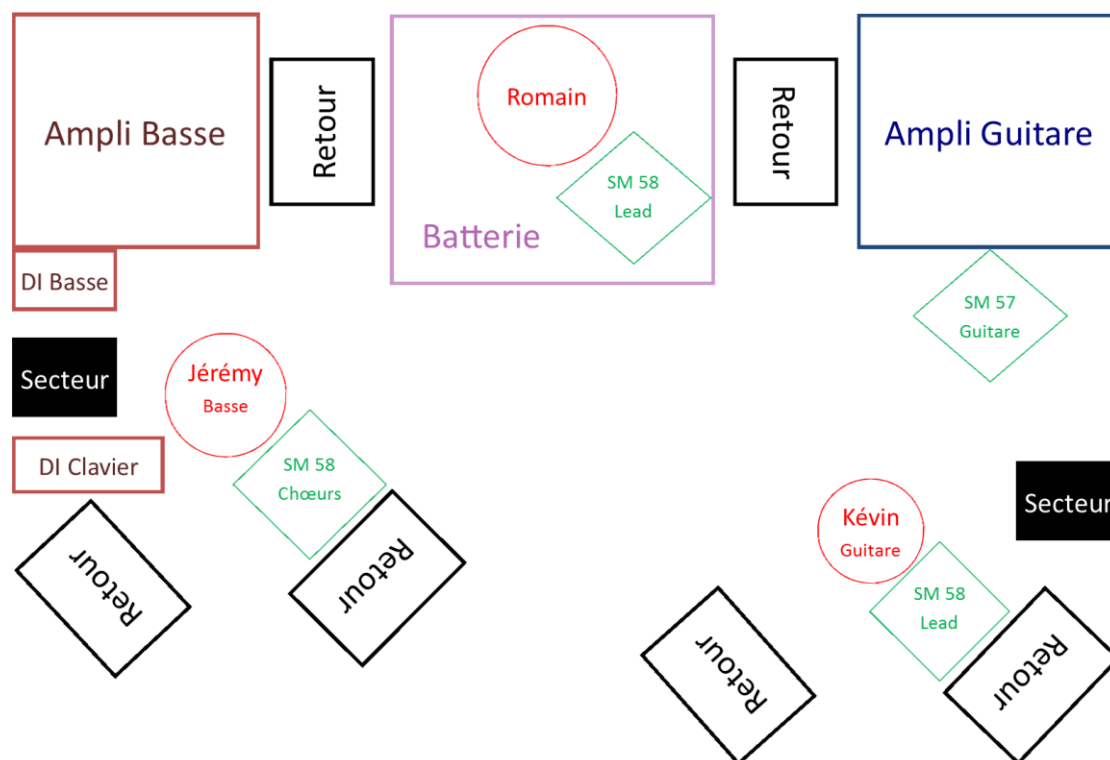 Ampli Basse
Retour
Romain
SM 58
Lead
Batterie
Retour
Ampli Guitare
DI Basse
SM 57
Guitare
Secteur
Jérémy
Basse
DI Clavier
SM 58
Chœurs
Retour
Retour
Kévin
Guitare
Secteur
SM 58
Lead
Retour
Retour